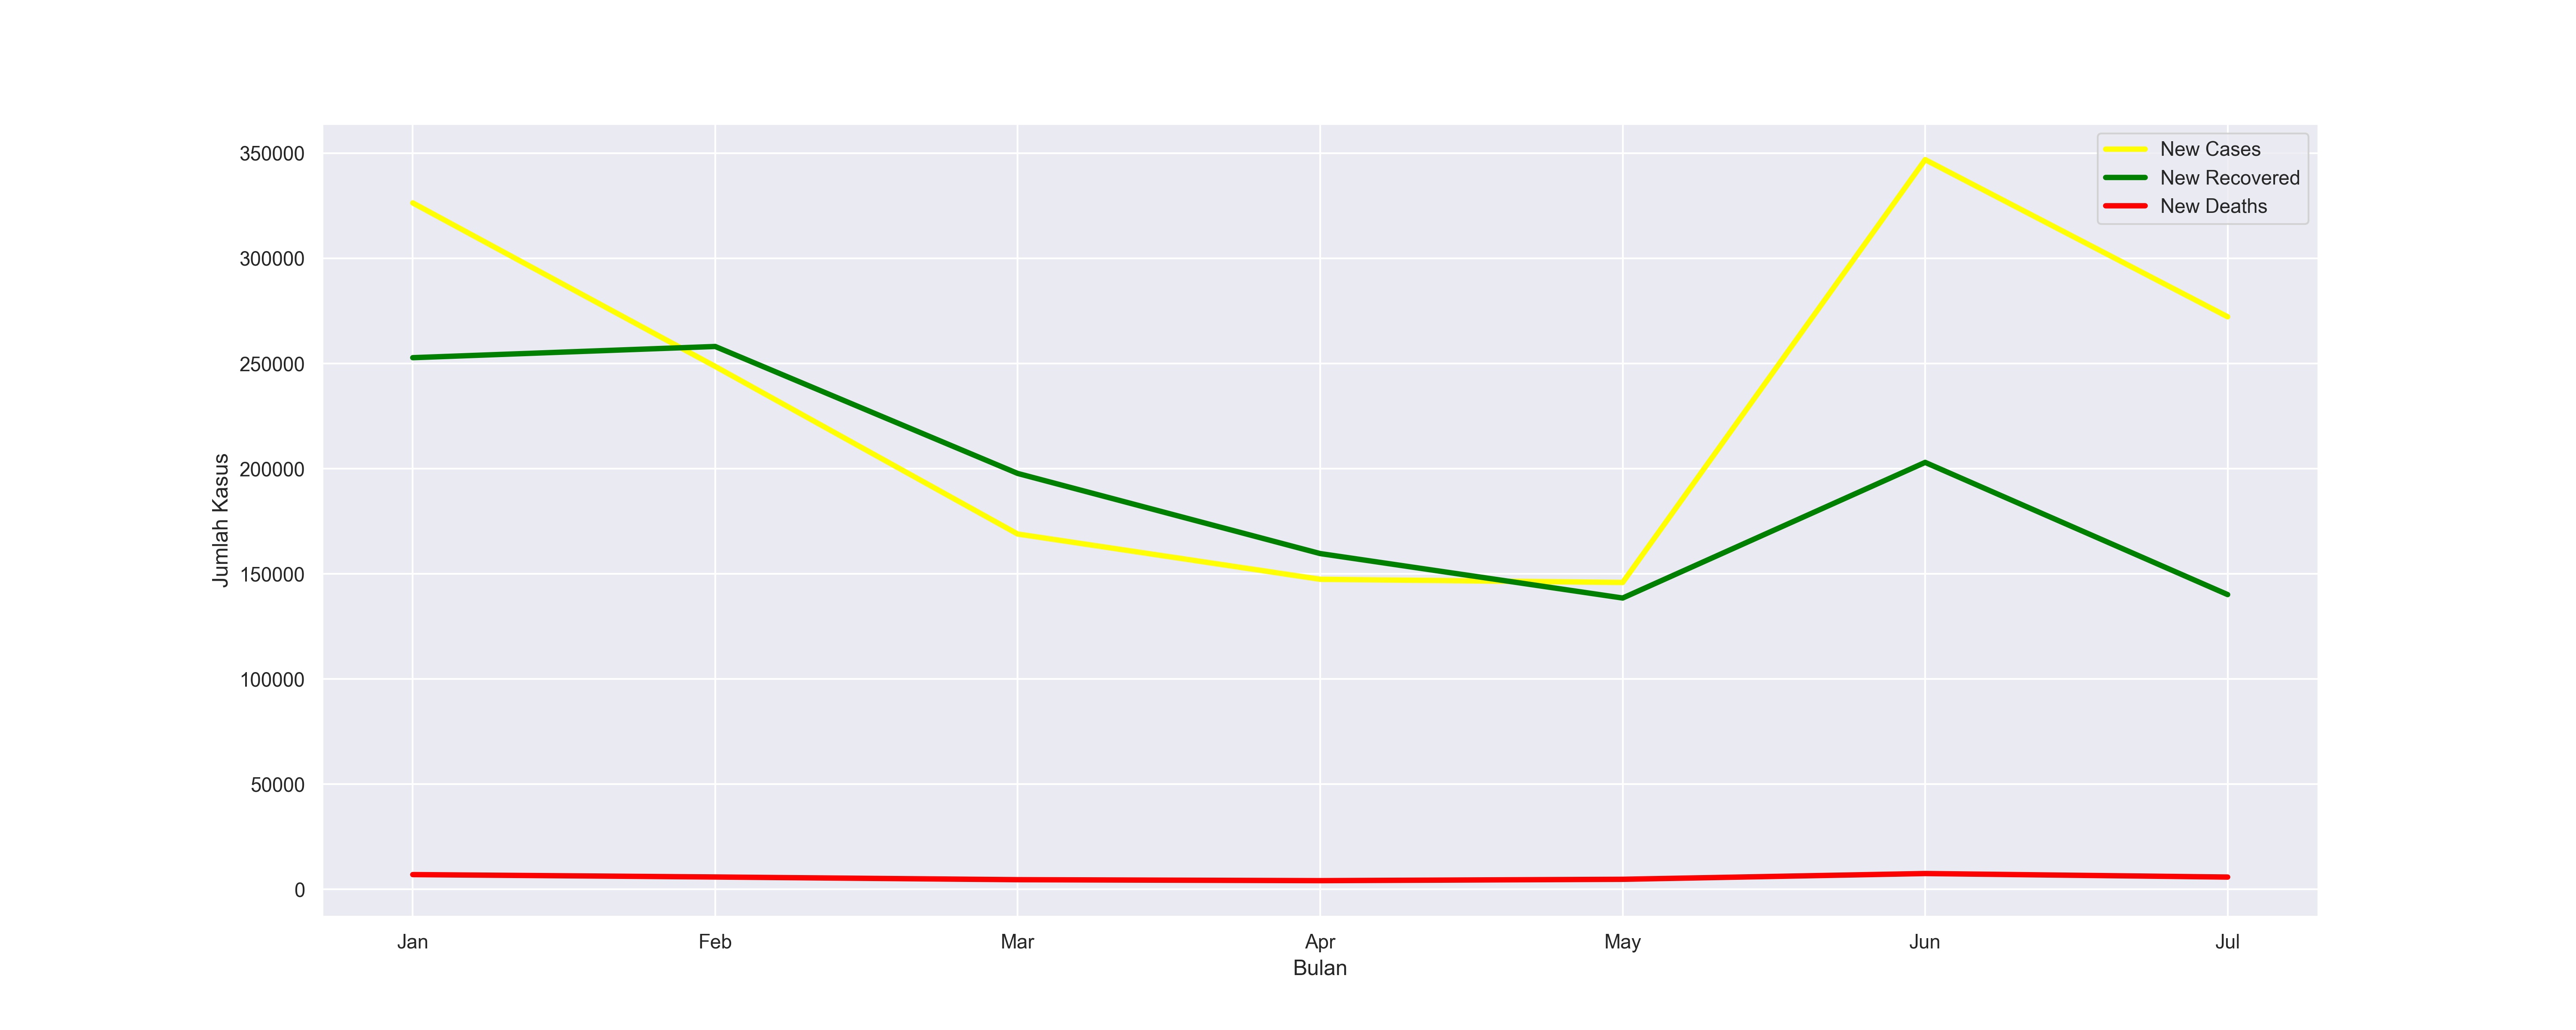 New Cases
New Recovered
New Deaths
350000
300000
250000
200000
150000
100000
50000
0
Jumlah Kasus
Jan Feb Mar Apr May Jun Jul
Bulan